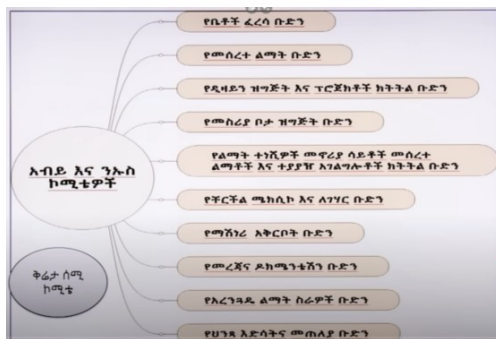 የቤቶች ፈረሳ ቡድን
የመሰረተ ልማት ቡድን
የዲዛይን ዝግጅት እና ፕሮጀክቶች ክትትል ቡድን
የመስሪያ ቦታ ዝግጅት ቡድን
አብይ እና ንኡስ
ኮሚቴዎች
የልማት ተነሺዎች መኖሪያ ሳይቶች መሰረተ
ልማቶች እና ተያያዥ አገልግሎቶች ክትትል ቡድን
የቸርችል ሜክሲኮ እና ለገሃር ቡድን
የማሽነሪ አቅርቦት ቡድን
የመረጃና ዶክሜንቴሽን ቡድን
ቅሬታ ሰሚ
ኮሚቴ
የአረንጓዴ ልማት ስራዎች ቡድን
የህንጻ እድሳትና መጠለያ ቡድን